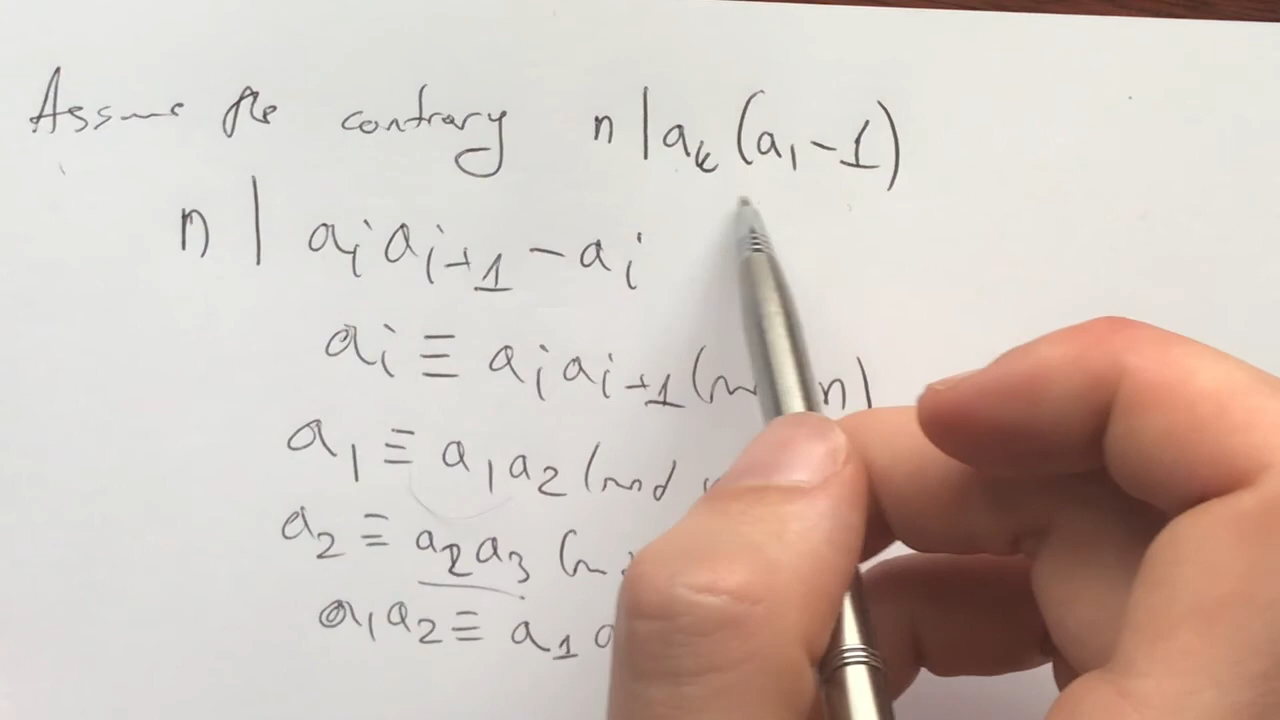 Assume the contrary n | a_k (a_1 - 1)
n | a_i a_{i+1} - a_i
a_i ≡ a_i a_{i+1} (m n)
a_1 ≡ a_1 a_2 (mod
a_2 ≡ a_2 a_3 (m
a_1 a_2 ≡ a_1